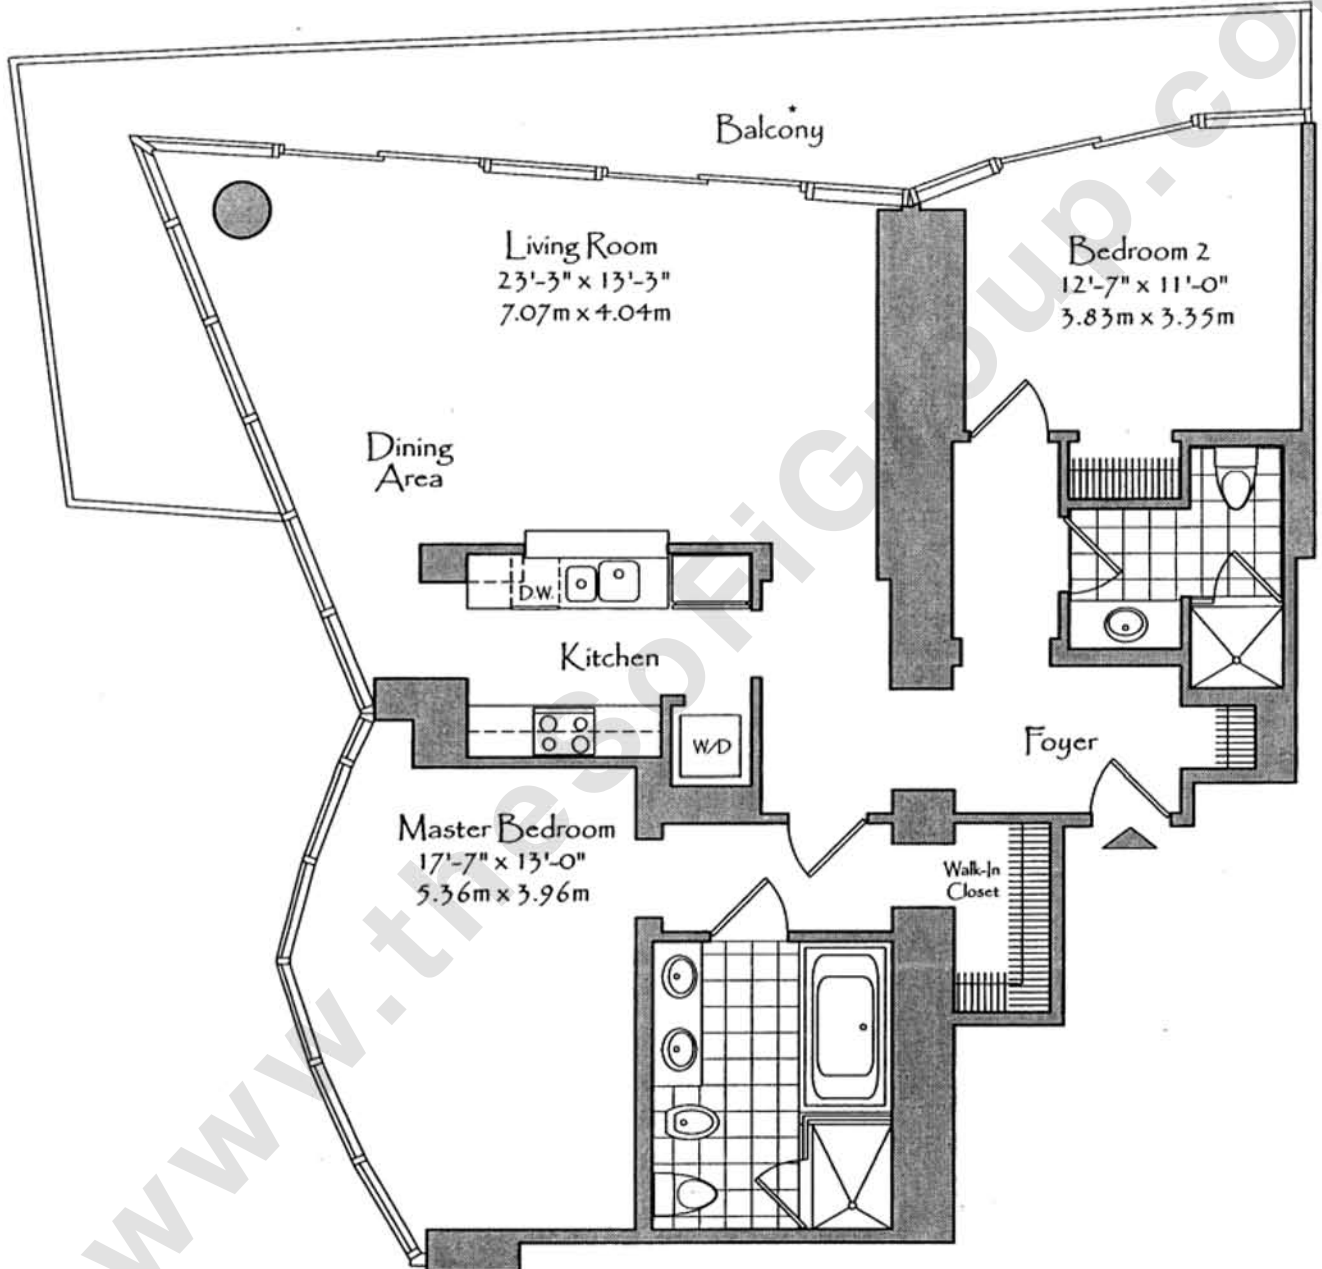 Balcony*
Living Room
23'-3" x 13'-3"
7.07m x 4.04m
Bedroom 2
12'-7" x 11'-0"
3.83m x 3.35m
Dining
Area
D.W.
Kitchen
W/D
Foyer
Master Bedroom
17'-7" x 13'-0"
5.36m x 3.96m
Walk-In
Closet
www.theSoFiGroup.co